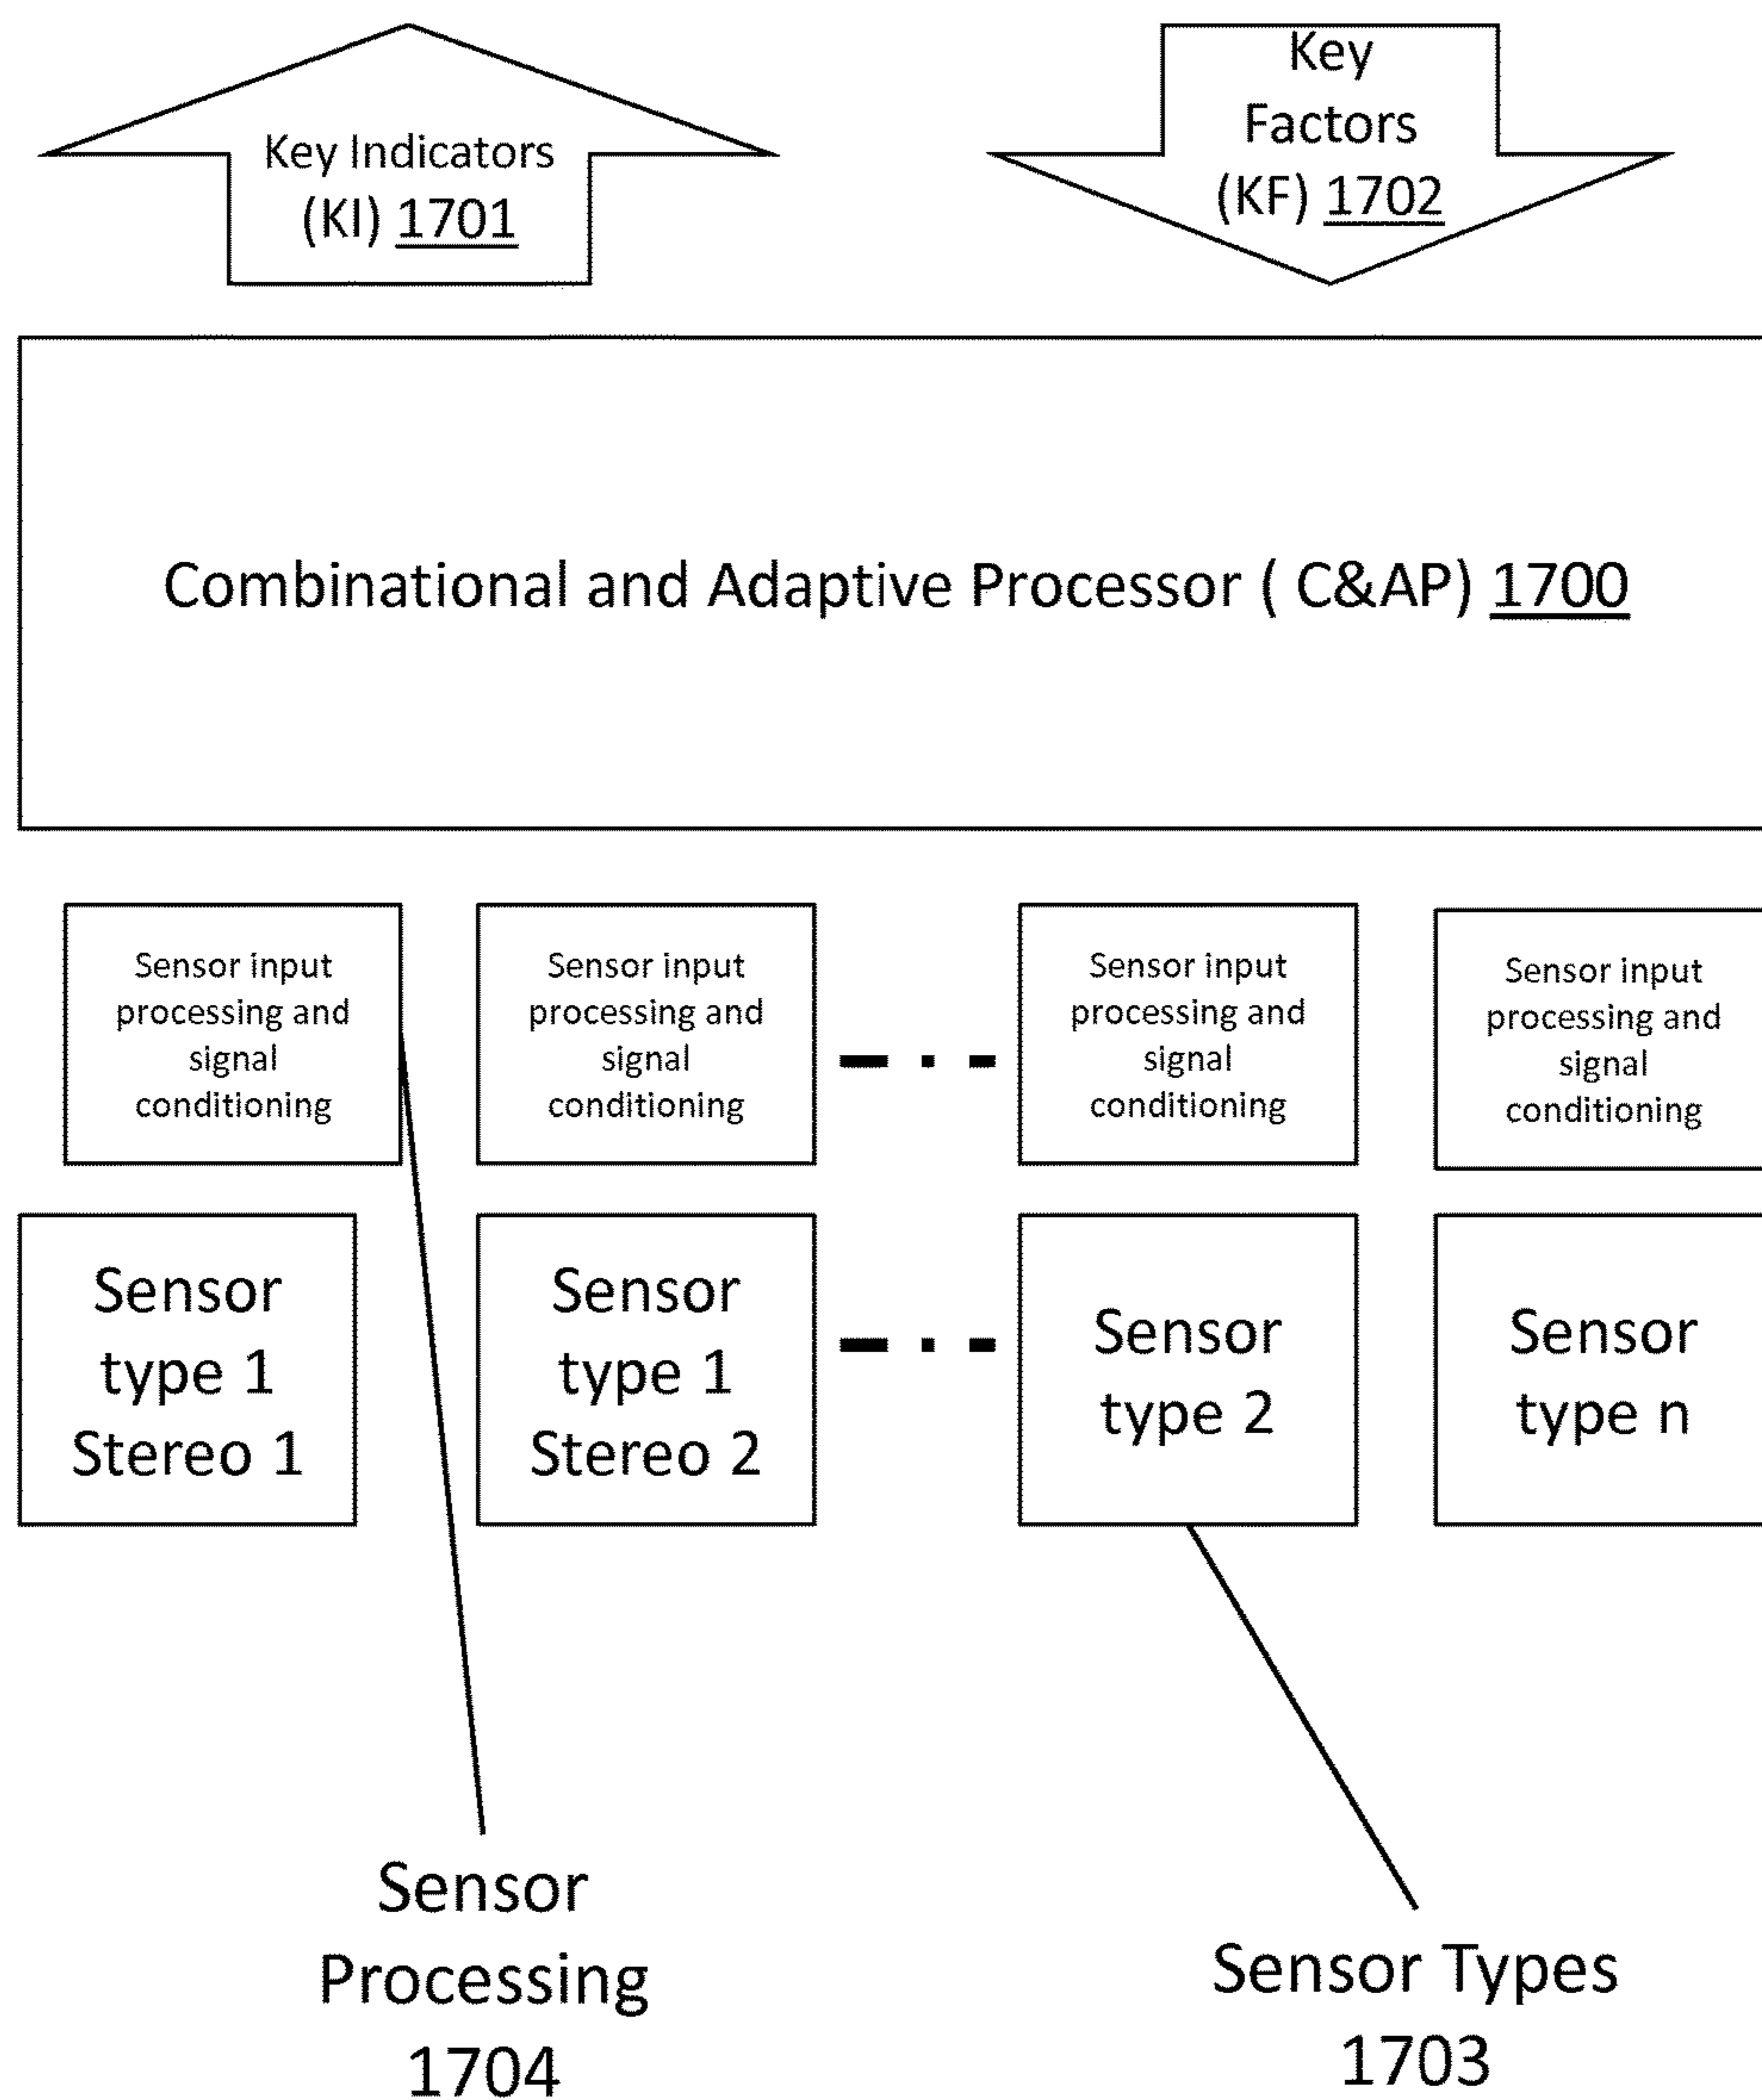 Key Indicators
(KI) 1701
Key
Factors
(KF) 1702
Combinational and Adaptive Processor ( C&AP) 1700
Sensor input
processing and
signal
conditioning
Sensor input
processing and
signal
conditioning
Sensor input
processing and
signal
conditioning
Sensor input
processing and
signal
conditioning
Sensor
type 1
Stereo 1
Sensor
type 1
Stereo 2
Sensor
type 2
Sensor
type n
Sensor
Processing
1704
Sensor Types
1703